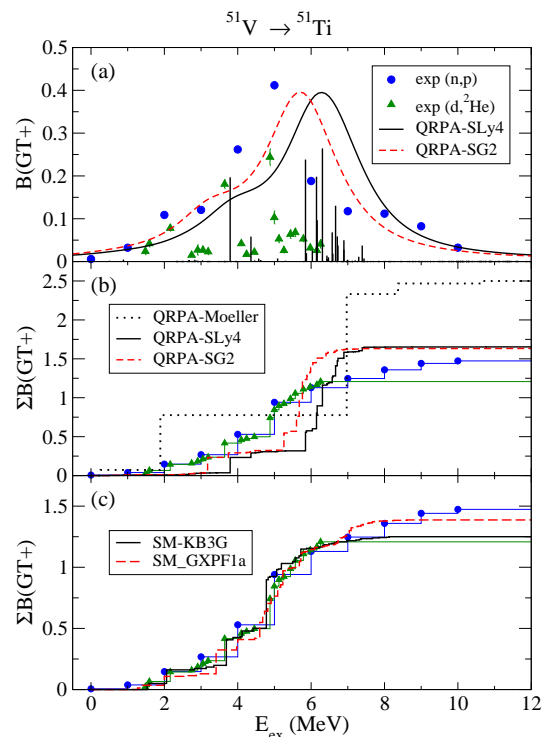 ⁵¹V → ⁵¹Ti
(a)
exp (n,p)
exp (d,²He)
QRPA-SLy4
QRPA-SG2
B(GT+)
0.5
0.4
0.3
0.2
0.1
0
(b)
QRPA-Moeller
QRPA-SLy4
QRPA-SG2
ΣB(GT+)
2.5
2
1.5
1
0.5
0
(c)
SM-KB3G
SM_GXPF1a
ΣB(GT+)
1.5
1
0.5
0
0 2 4 6 8 10 12
E_ex (MeV)